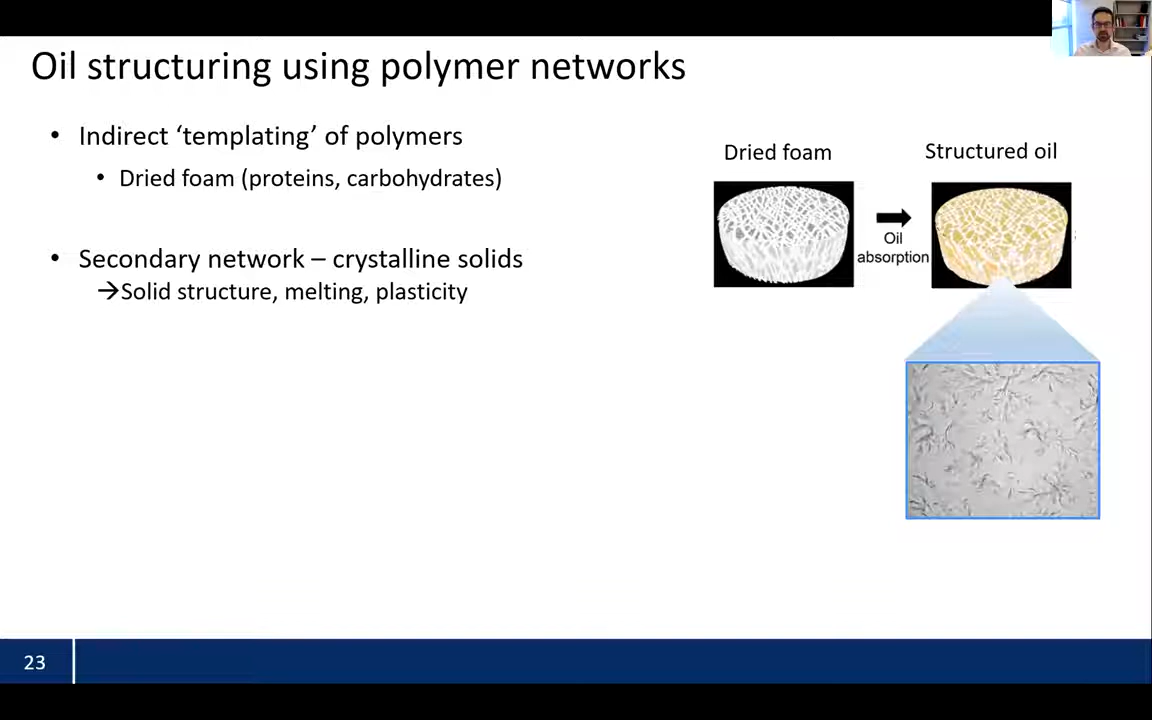 Oil structuring using polymer networks
• Indirect ‘templating’ of polymers
• Dried foam (proteins, carbohydrates)
• Secondary network – crystalline solids
→Solid structure, melting, plasticity
Dried foam
Structured oil
Oil
absorption
23